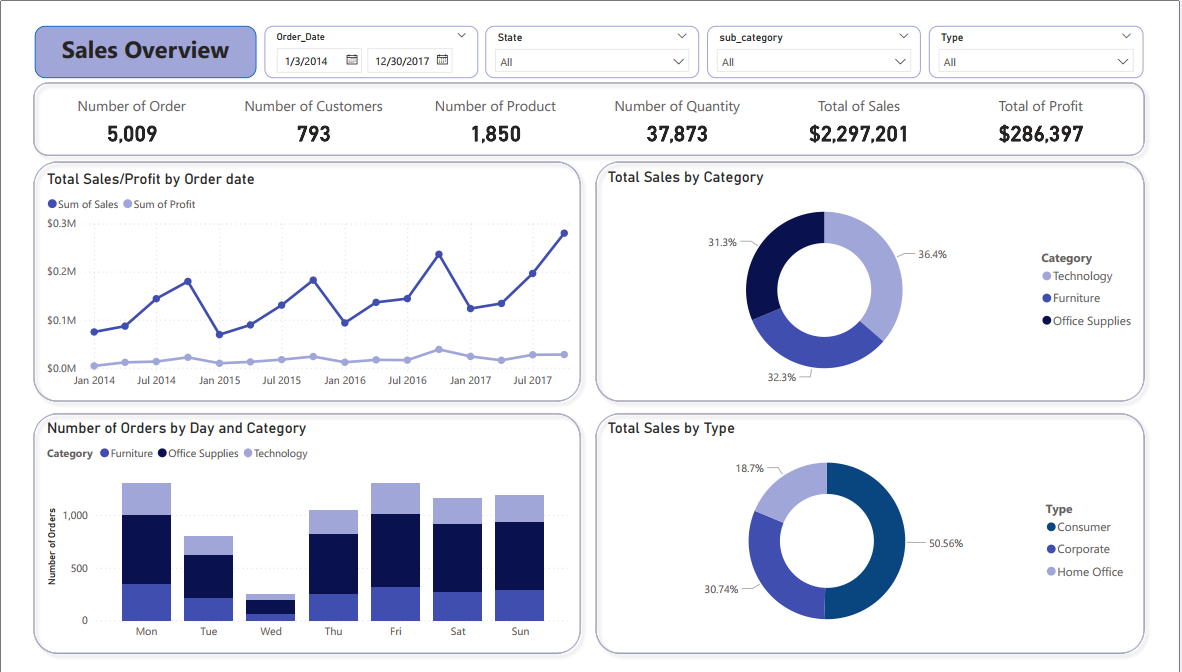 Sales Overview
Order_Date
1/3/2014 12/30/2017
State
All
sub_category
All
Type
All
Number of Order
5,009
Number of Customers
793
Number of Product
1,850
Number of Quantity
37,873
Total of Sales
$2,297,201
Total of Profit
$286,397
Total Sales/Profit by Order date
Sum of Sales Sum of Profit
$0.3M
$0.2M
$0.1M
$0.0M
Jan 2014 Jul 2014 Jan 2015 Jul 2015 Jan 2016 Jul 2016 Jan 2017 Jul 2017
Total Sales by Category
31.3%
36.4%
32.3%
Category
Technology
Furniture
Office Supplies
Number of Orders by Day and Category
Category Furniture Office Supplies Technology
Number of Orders
1,000
500
0
Mon Tue Wed Thu Fri Sat Sun
Total Sales by Type
18.7%
50.56%
30.74%
Type
Consumer
Corporate
Home Office